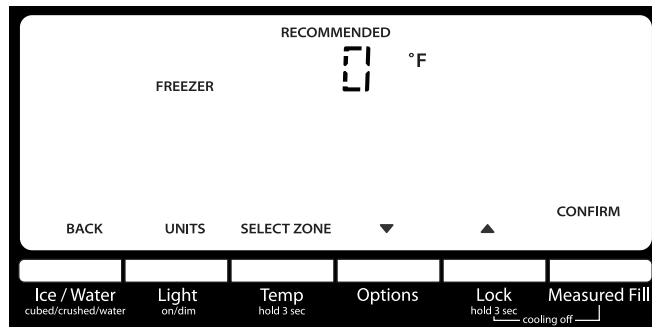 RECOMMENDED
FREEZER 0 °F
CONFIRM
BACK UNITS SELECT ZONE ▼ ▲
Ice / Water Light Temp Options Lock Measured Fill
cubed/crushed/water on/dim hold 3 sec hold 3 sec
cooling off